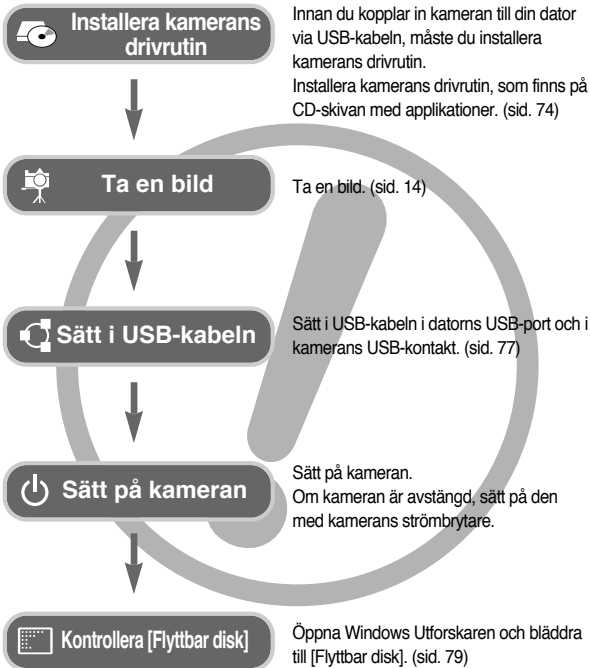 Installera kamerans
drivrutin
Innan du kopplar in kameran till din dator
via USB-kabeln, måste du installera
kamerans drivrutin.
Installera kamerans drivrutin, som finns på
CD-skivan med applikationer. (sid. 74)
Ta en bild
Ta en bild. (sid. 14)
Sätt i USB-kabeln
Sätt i USB-kabeln i datorns USB-port och i
kamerans USB-kontakt. (sid. 77)
Sätt på kameran
Sätt på kameran.
Om kameran är avstängd, sätt på den
med kamerans strömbrytare.
Kontrollera [Flyttbar disk]
Öppna Windows Utforskaren och bläddra
till [Flyttbar disk]. (sid. 79)